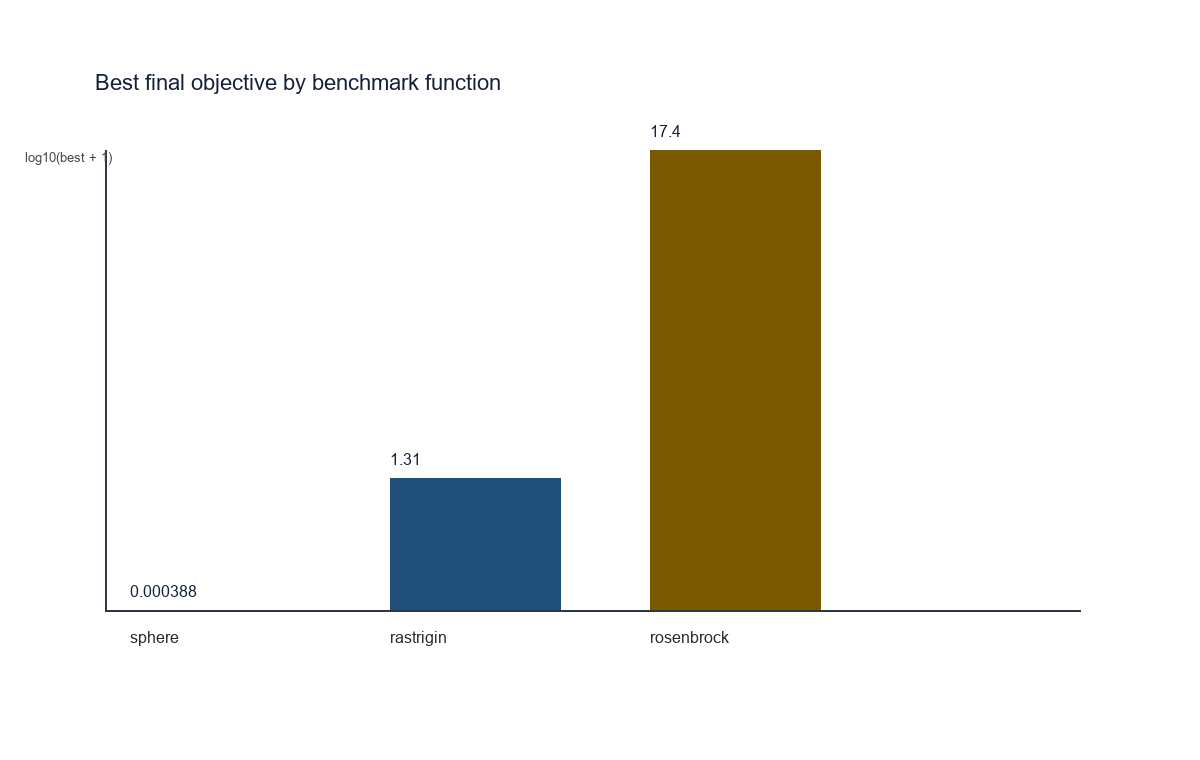 Best final objective by benchmark function
17.4
log10(best + 1)
1.31
0.000388
sphere rastrigin rosenbrock